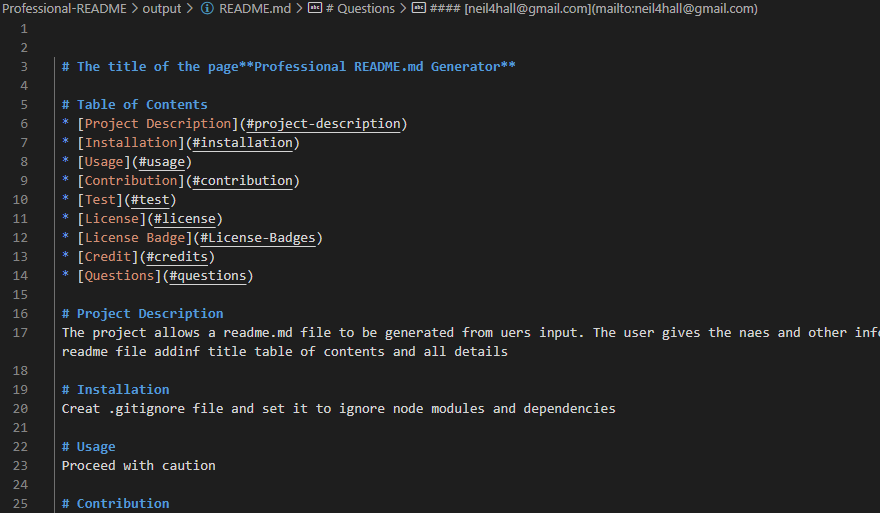 Professional-README > output > README.md > # Questions > #### [neil4hall@gmail.com](mailto:neil4hall@gmail.com)
1
2
3 # The title of the page**Professional README.md Generator**
4
5 # Table of Contents
6 * [Project Description](#project-description)
7 * [Installation](#installation)
8 * [Usage](#usage)
9 * [Contribution](#contribution)
10 * [Test](#test)
11 * [License](#license)
12 * [License Badge](#License-Badges)
13 * [Credit](#credits)
14 * [Questions](#questions)
15
16 # Project Description
17 The project allows a readme.md file to be generated from uers input. The user gives the naes and other inf
readme file addinf title table of contents and all details
18
19 # Installation
20 Creat .gitignore file and set it to ignore node modules and dependencies
21
22 # Usage
23 Proceed with caution
24
25 # Contribution